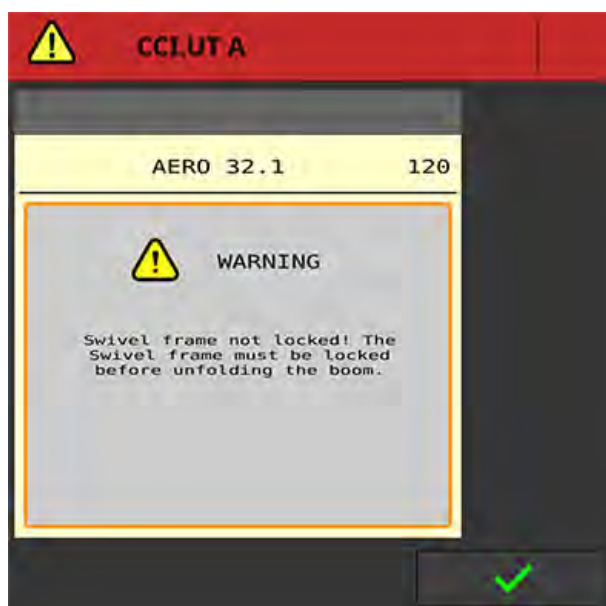 CCI.UT A
AERO 32.1 120
WARNING
Swivel frame not locked! The
Swivel frame must be locked
before unfolding the boom.